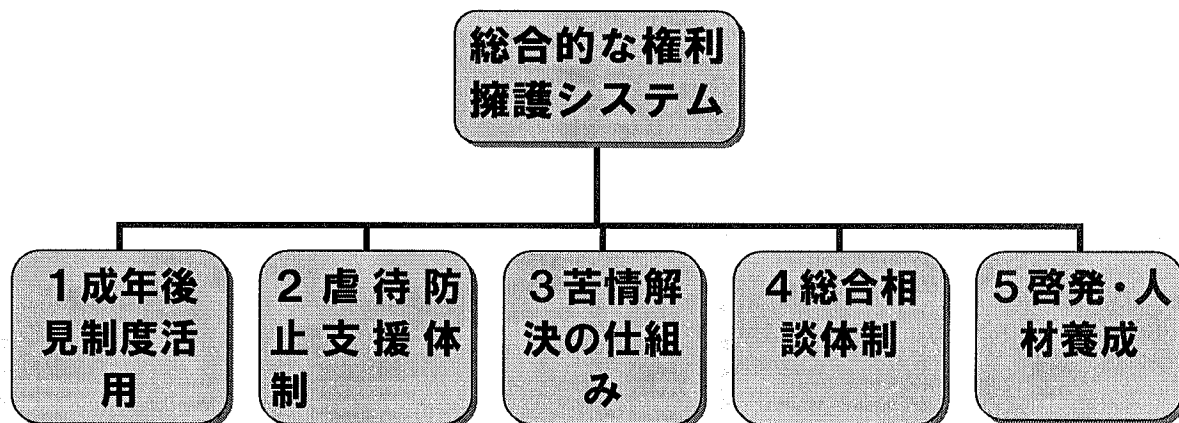 総合的な権利
擁護システム
1成年後
見制度活
用
2虐待防
止支援体
制
3苦情解
決の仕組
み
4総合相
談体制
5啓発・人
材養成